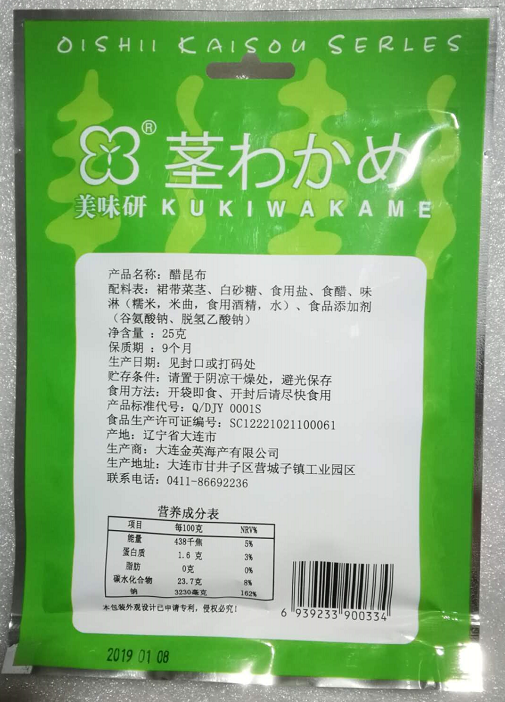 OISHII KAISOU SERLES
® 茎わかめ
美味研 KUKIWAKAME
产品名称：醋昆布
配料表：裙带菜茎、白砂糖、食用盐、食醋、味
淋（糯米，米曲，食用酒精，水）、食品添加剂
（谷氨酸钠、脱氢乙酸钠）
净含量：25克
保质期：9个月
生产日期：见封口或打码处
贮存条件：请置于阴凉干燥处，避光保存
食用方法：开袋即食、开封后请尽快食用
产品标准代号：Q/DJY 0001S
食品生产许可证编号：SC12221021100061
产地：辽宁省大连市
生产商：大连金英海产有限公司
生产地址：大连市甘井子区营城子镇工业园区
联系电话：0411-86692236
营养成分表
项目 每100克 NRV%
能量 438千焦 5%
蛋白质 1.6 克 3%
脂肪 0克 0%
碳水化合物 23.7克 8%
钠 3230毫克 162%
本包装外观设计已申请专利，侵权必究！
6 939233 900334
2019 01 08